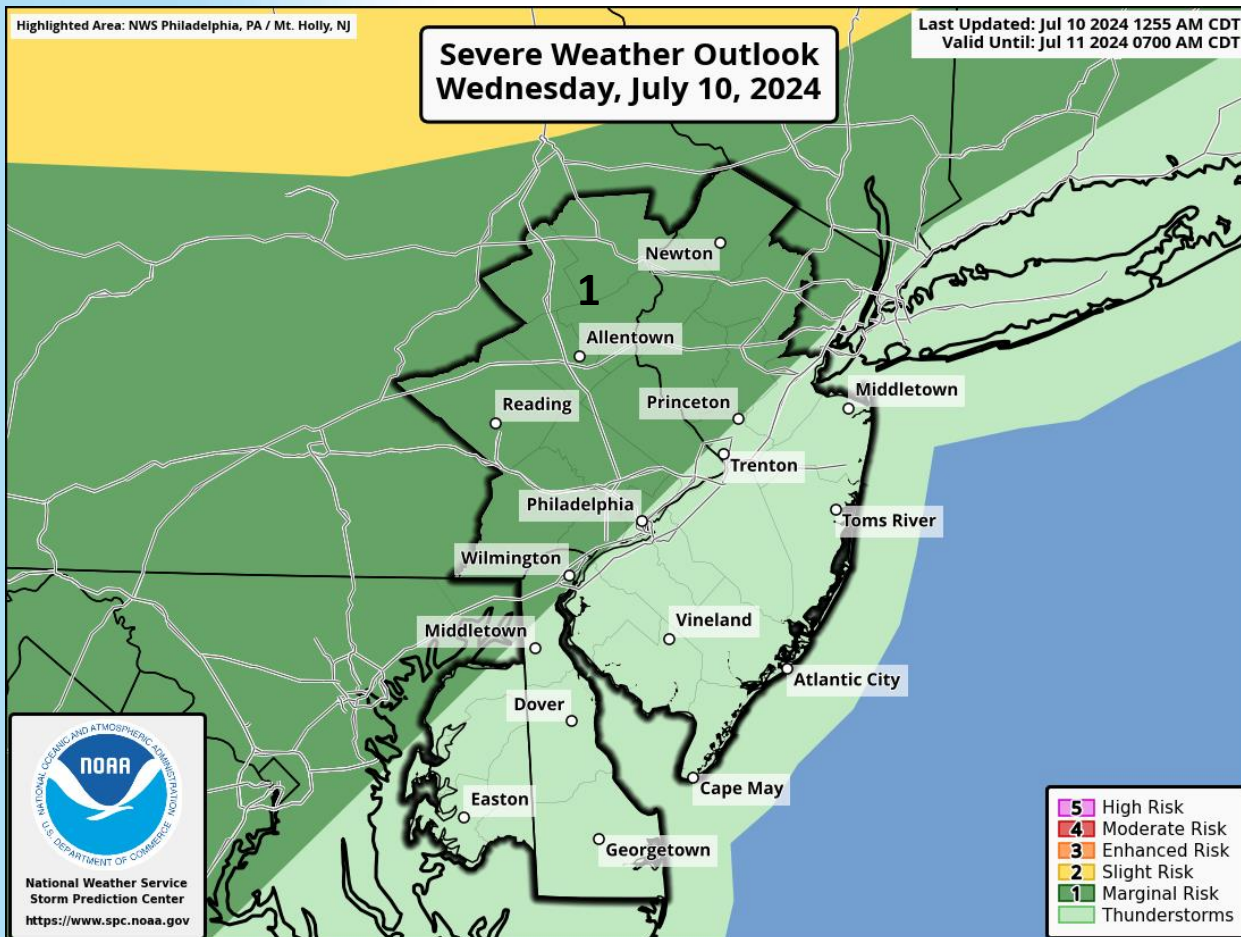 Highlighted Area: NWS Philadelphia, PA / Mt. Holly, NJ
Last Updated: Jul 10 2024 1255 AM CDT
Valid Until: Jul 11 2024 0700 AM CDT
Severe Weather Outlook
Wednesday, July 10, 2024
Newton
1
Allentown
Middletown
Reading
Princeton
Trenton
Philadelphia
Toms River
Wilmington
Vineland
Middletown
Atlantic City
Dover
Cape May
Easton
Georgetown
NATIONAL OCEANIC AND ATMOSPHERIC ADMINISTRATION
NOAA
U.S. DEPARTMENT OF COMMERCE
National Weather Service
Storm Prediction Center
https://www.spc.noaa.gov
5 High Risk
4 Moderate Risk
3 Enhanced Risk
2 Slight Risk
1 Marginal Risk
Thunderstorms